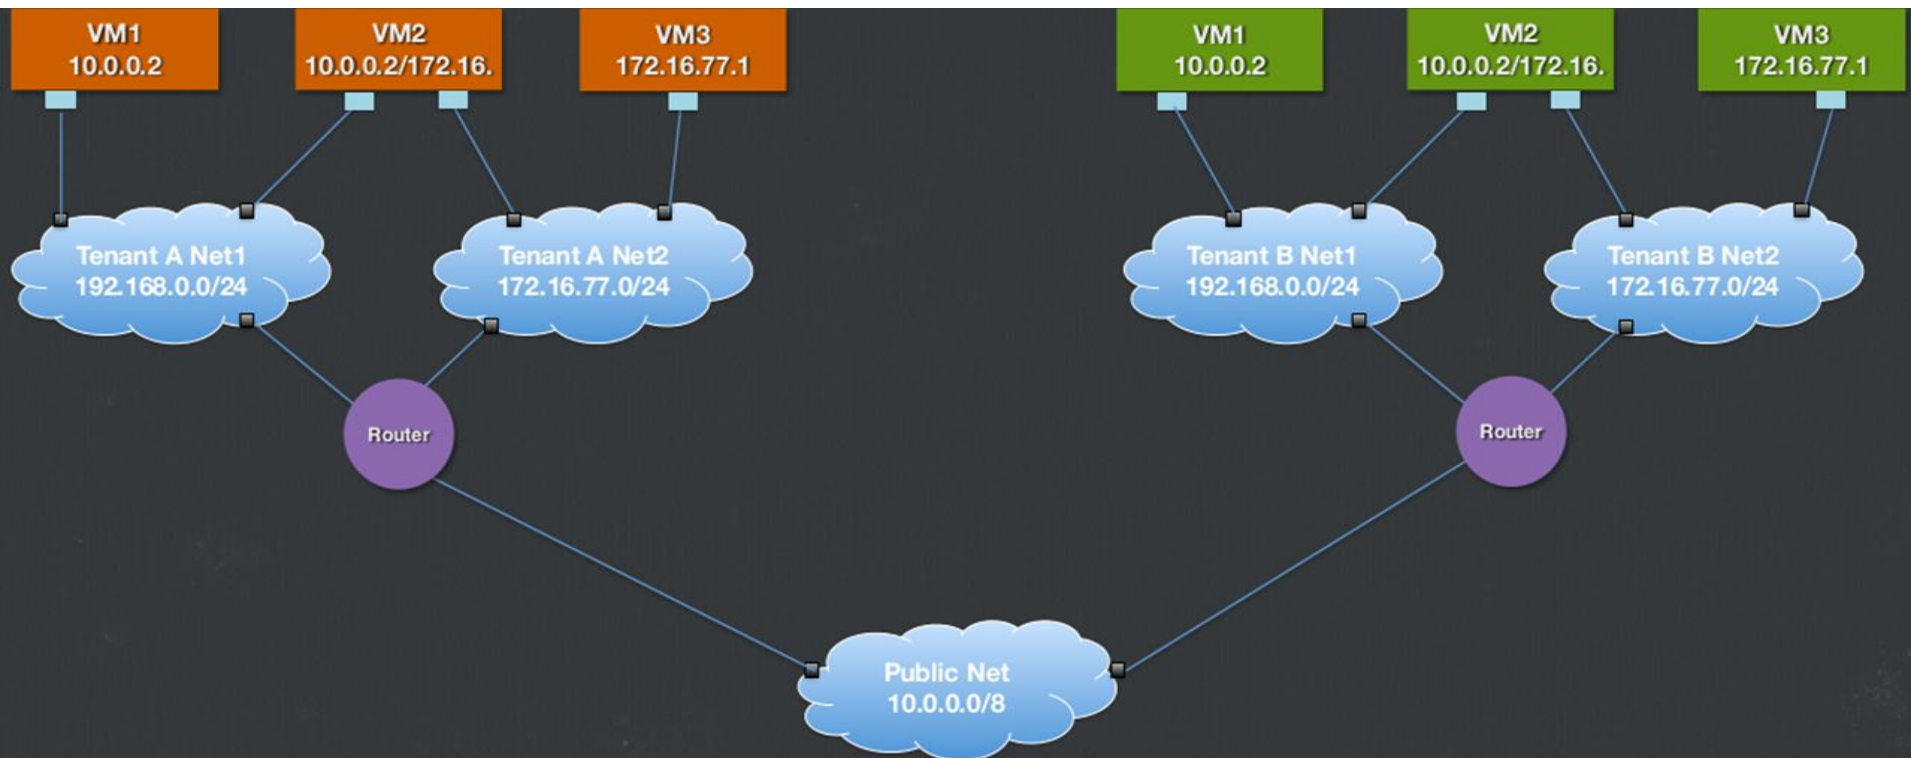 VM1
10.0.0.2
VM2
10.0.0.2/172.16.
VM3
172.16.77.1
VM1
10.0.0.2
VM2
10.0.0.2/172.16.
VM3
172.16.77.1
Tenant A Net1
192.168.0.0/24
Tenant A Net2
172.16.77.0/24
Tenant B Net1
192.168.0.0/24
Tenant B Net2
172.16.77.0/24
Router
Router
Public Net
10.0.0.0/8